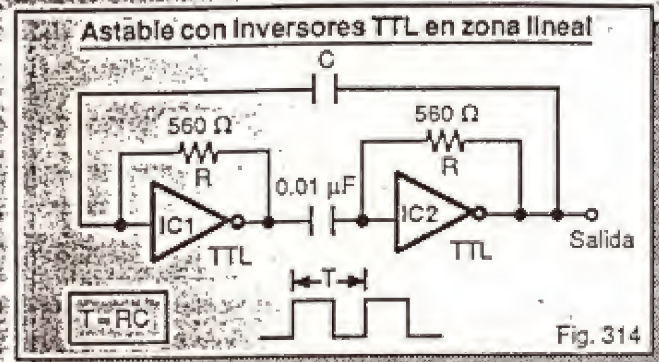 Astable con Inversores TTL en zona lineal
C
560 Ω
R
560 Ω
R
0.01 µF
IC1
TTL
IC2
TTL
Salida
T
T=RC
Fig. 314